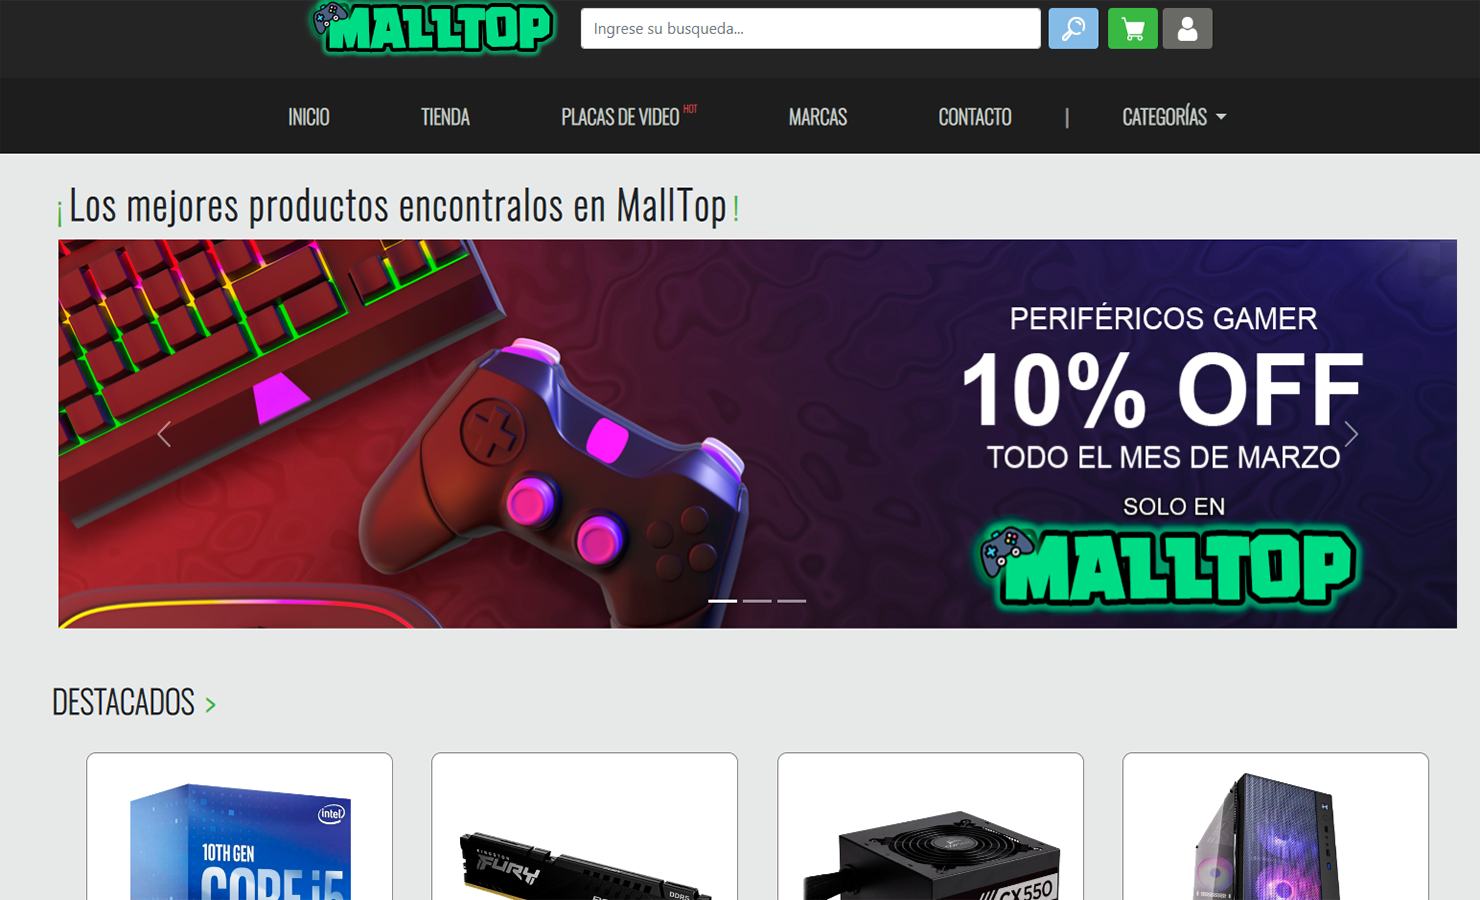 MALLTOP
Ingrese su busqueda...
INICIO TIENDA PLACAS DE VIDEO HOT MARCAS CONTACTO | CATEGORÍAS
¡Los mejores productos encontralos en MallTop!
PERIFÉRICOS GAMER
10% OFF
TODO EL MES DE MARZO
SOLO EN
MALLTOP
DESTACADOS >
intel
10TH GEN
CORE i5
KINGSTON
FURY
DDR5
CX550